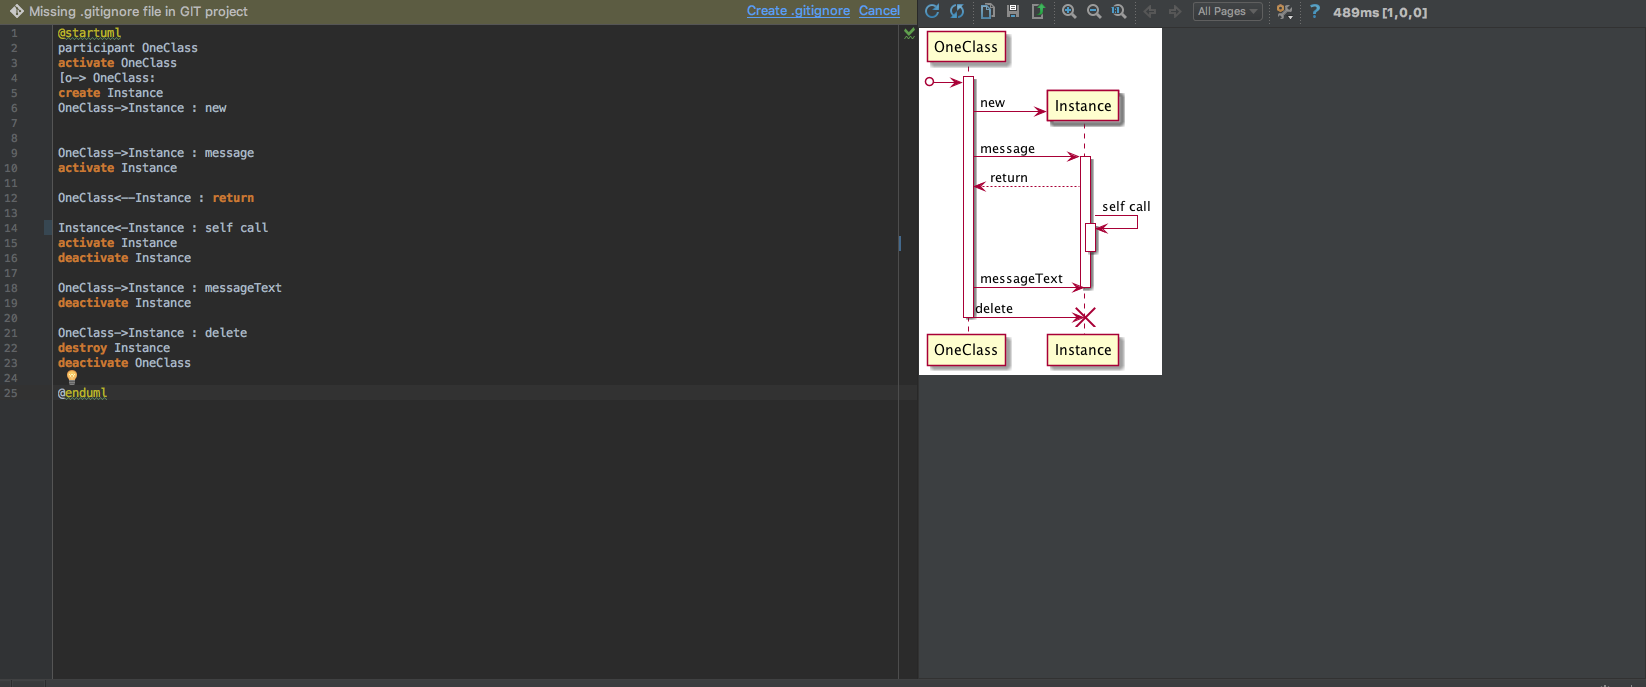 Missing .gitignore file in GIT project
Create .gitignore
Cancel
All Pages
?
489ms [1,0,0]
1 @startuml
2 participant OneClass
3 activate OneClass
4 [o-> OneClass:
5 create Instance
6 OneClass->Instance : new
7
8
9 OneClass->Instance : message
10 activate Instance
11
12 OneClass<--Instance : return
13
14 Instance<-Instance : self call
15 activate Instance
16 deactivate Instance
17
18 OneClass->Instance : messageText
19 deactivate Instance
20
21 OneClass->Instance : delete
22 destroy Instance
23 deactivate OneClass
24
25 @enduml
OneClass
new
Instance
message
return
self call
messageText
delete
OneClass
Instance